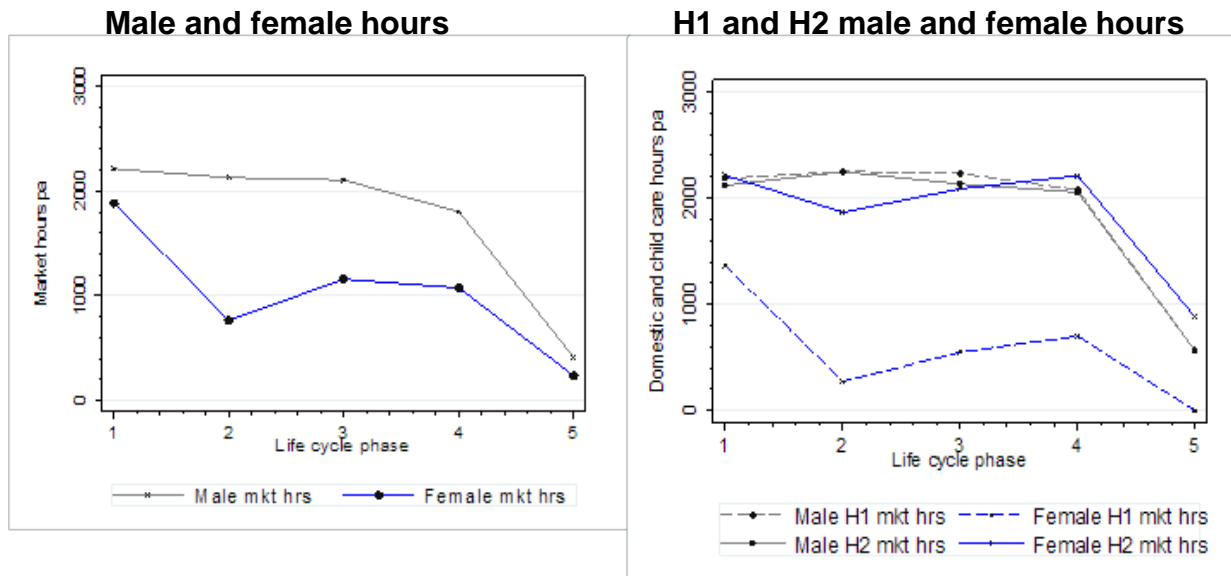 Male and female hours
Market hours pa
3000
2000
1000
0
1 2 3 4 5
Life cycle phase
Male mkt hrs Female mkt hrs
H1 and H2 male and female hours
Domestic and child care hours pa
3000
2000
1000
0
1 2 3 4 5
Life cycle phase
Male H1 mkt hrs Female H1 mkt hrs
Male H2 mkt hrs Female H2 mkt hrs